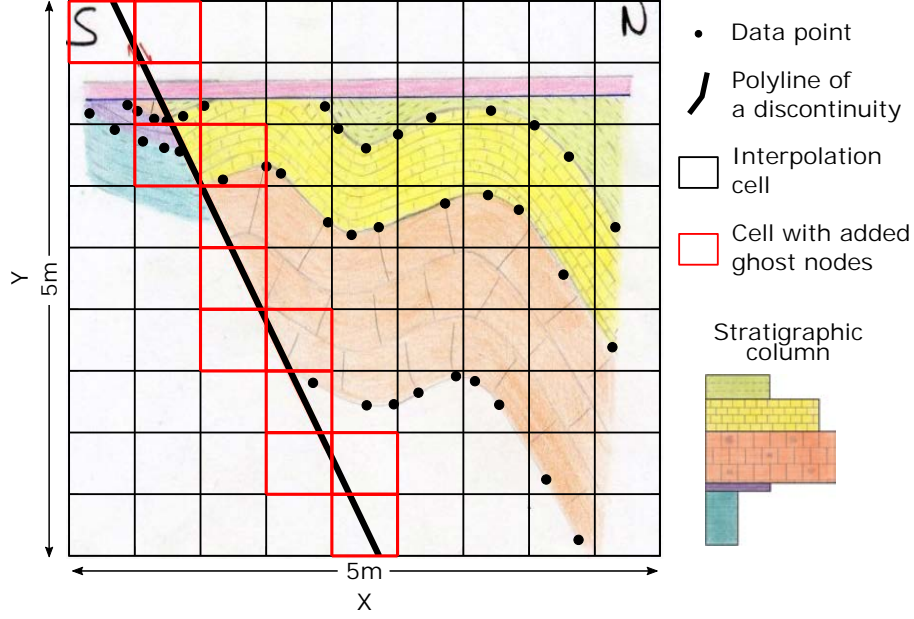 S
N
Data point
Polyline of
a discontinuity
Interpolation
cell
Cell with added
ghost nodes
Stratigraphic
column
Y
5m
5m
X